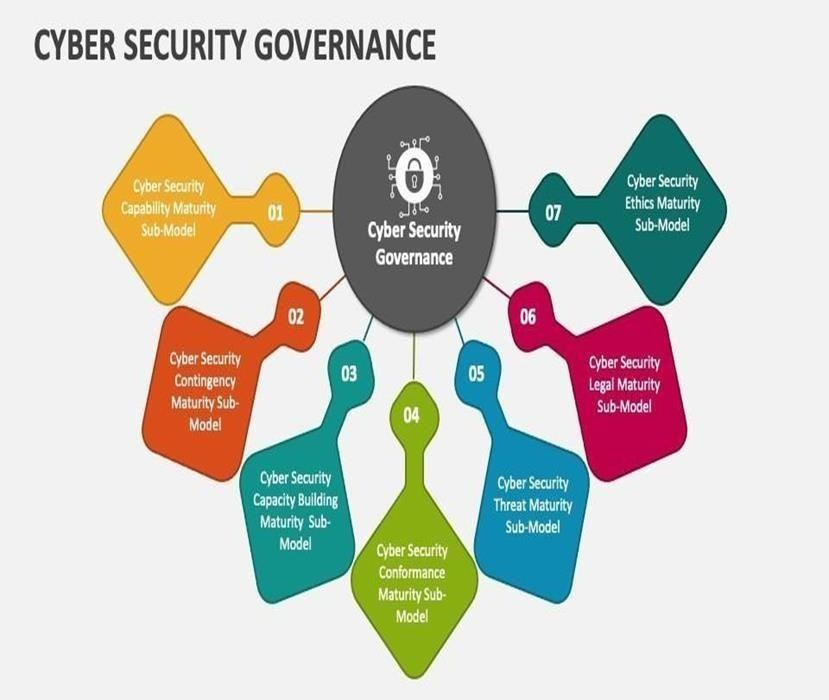 CYBER SECURITY GOVERNANCE
Cyber Security
Governance
01
Cyber Security
Capability Maturity
Sub-Model
02
Cyber Security
Contingency
Maturity Sub-
Model
03
Cyber Security
Capacity Building
Maturity Sub-
Model
04
Cyber Security
Conformance
Maturity Sub-
Model
05
Cyber Security
Threat Maturity
Sub-Model
06
Cyber Security
Legal Maturity
Sub-Model
07
Cyber Security
Ethics Maturity
Sub-Model